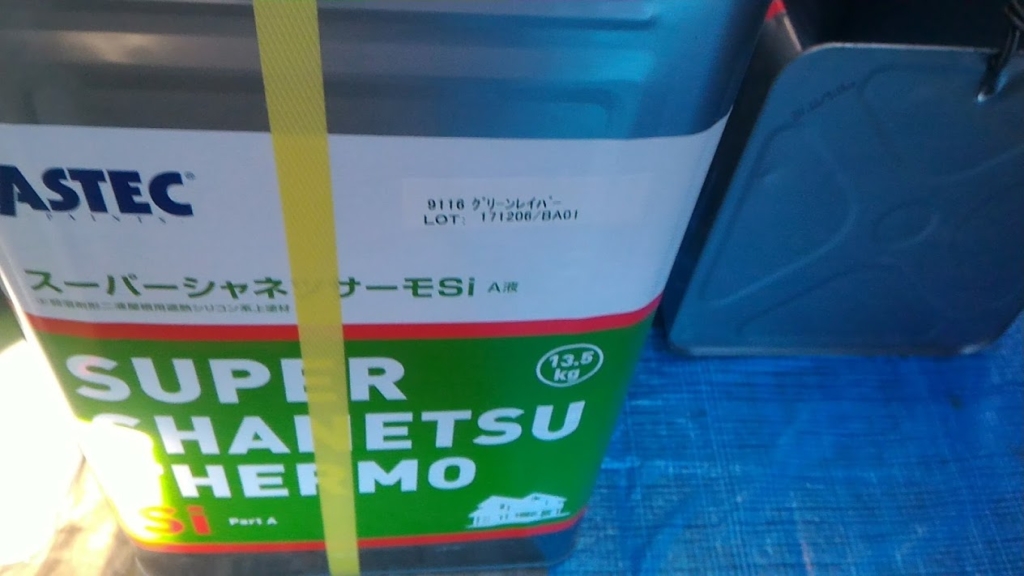 ASTEC
PAINTS
9116 グリーンレイバー
LOT: 171206/BA01
スーパーシャネツサーモSi A液
SUPER
SHANETSU
THERMO
Si Part A
13.5
kg